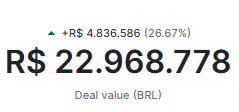 ▲ +R$ 4.836.586 (26.67%)
R$ 22.968.778
Deal value (BRL)